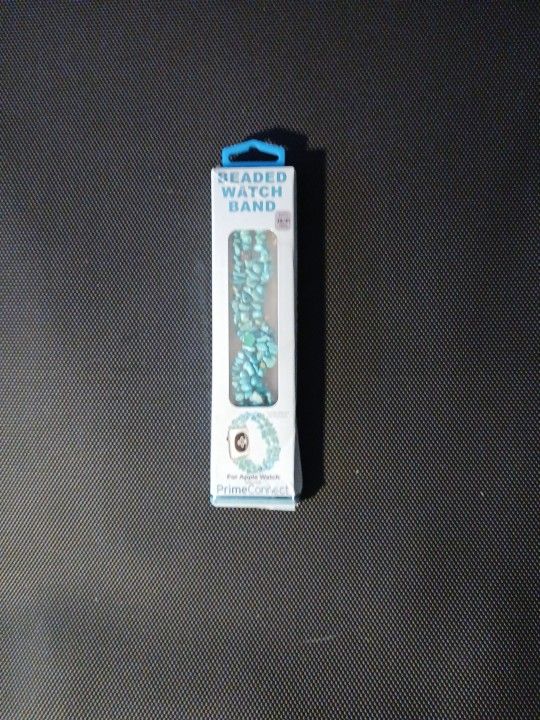 BEADED
WATCH
BAND
For Apple Watch
PrimeConnect